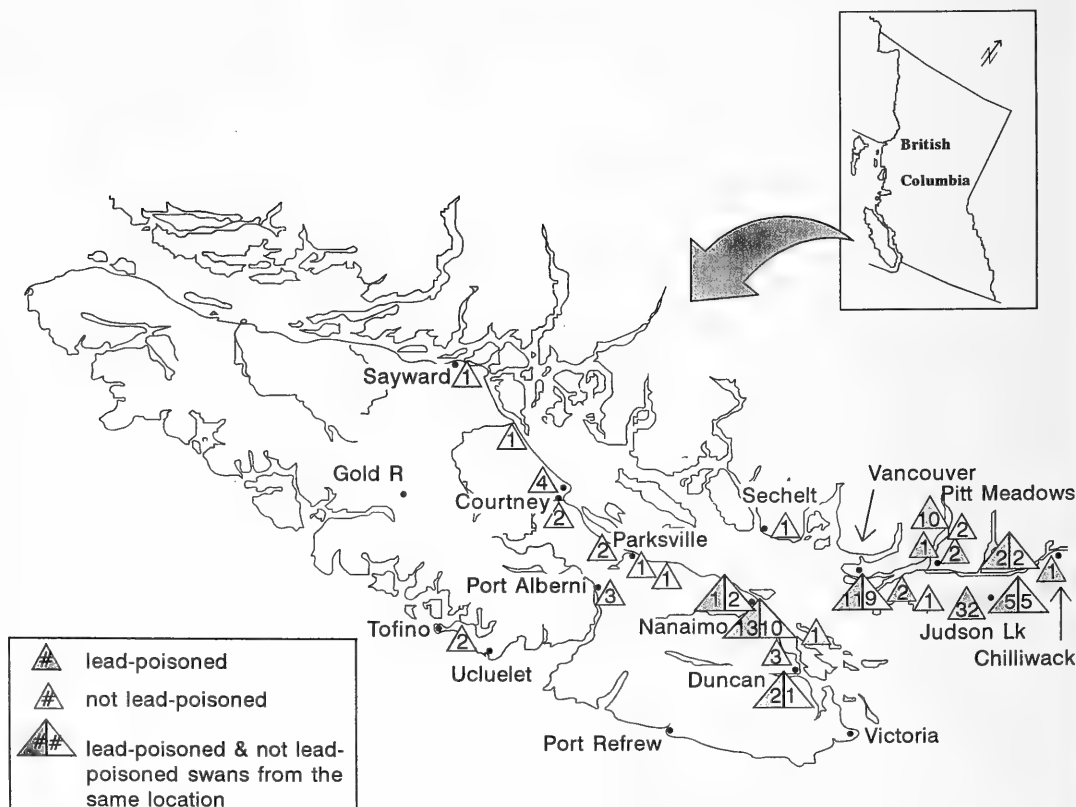 N
British
Columbia
Sayward
1
1
Gold R
4
Courtney
2
Sechelt
1
Vancouver
Pitt Meadows
10
2
1
2
2 2
1
2
Parksville
1
1
Port Alberni
3
1 2
11 9
2
1
32
5 5
Nanaimo
13 10
1
Judson Lk
Tofino
2
Ucluelet
3
Duncan
2 1
Chilliwack
Port Refrew
Victoria
# lead-poisoned
# not lead-poisoned
## lead-poisoned & not lead-
poisoned swans from the
same location